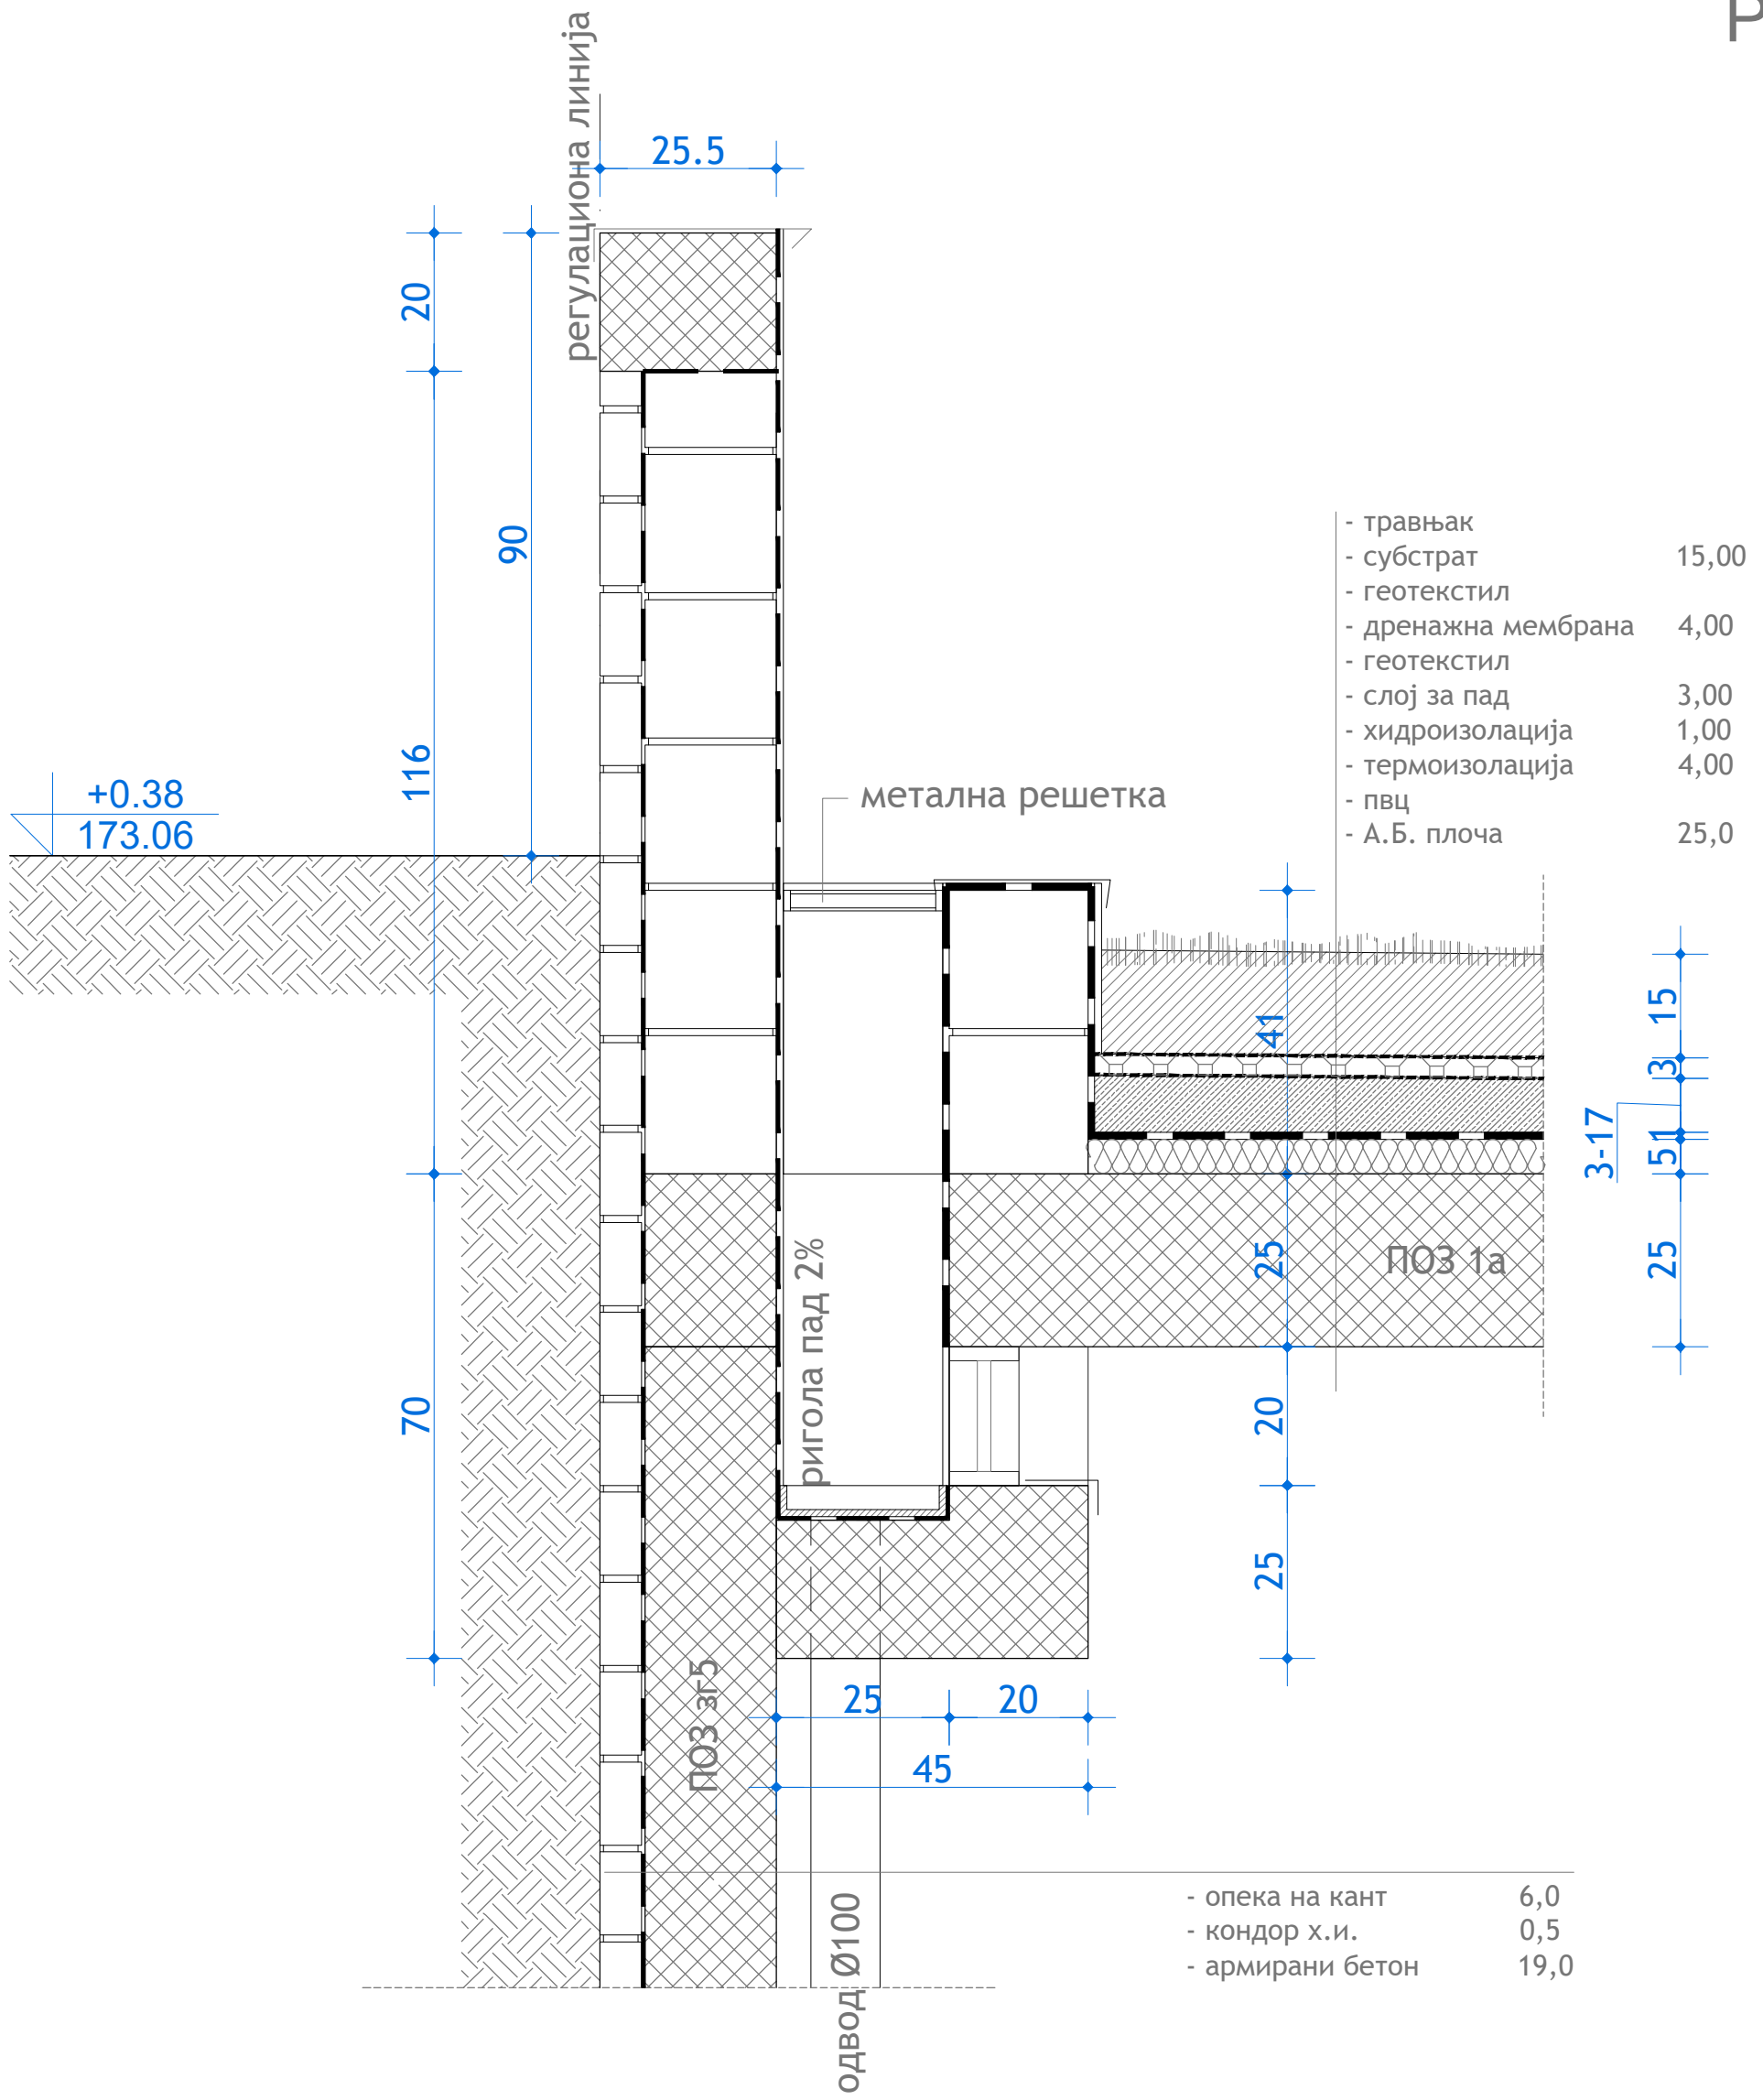 Р
регулациона линија
25.5
20
90
116
+0.38
173.06
70
метална решетка
- травњак
- субстрат 15,00
- геотекстил
- дренажна мембрана 4,00
- геотекстил
- слој за пад 3,00
- хидроизолација 1,00
- термоизолација 4,00
- пвц
- А.Б. плоча 25,0
41
25
20
25
15
3
3-17
1
5
25
ригола пад 2%
ПОЗ 1а
ПОЗ зг5
25
20
45
одвод Ø100
- опека на кант 6,0
- кондор х.и. 0,5
- армирани бетон 19,0